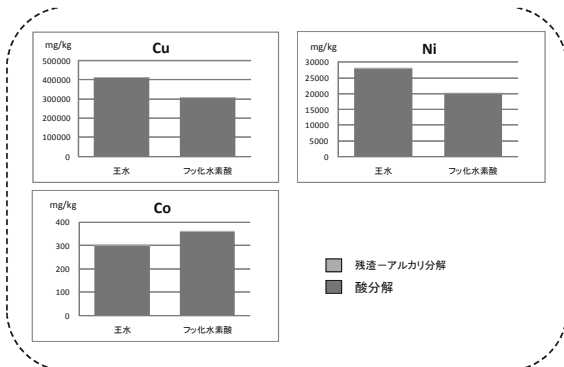 Cu
mg/kg
500000
400000
300000
200000
100000
0
王水
フッ化水素酸
Ni
mg/kg
30000
25000
20000
15000
10000
5000
0
王水
フッ化水素酸
Co
mg/kg
400
300
200
100
0
王水
フッ化水素酸
残渣ーアルカリ分解
酸分解